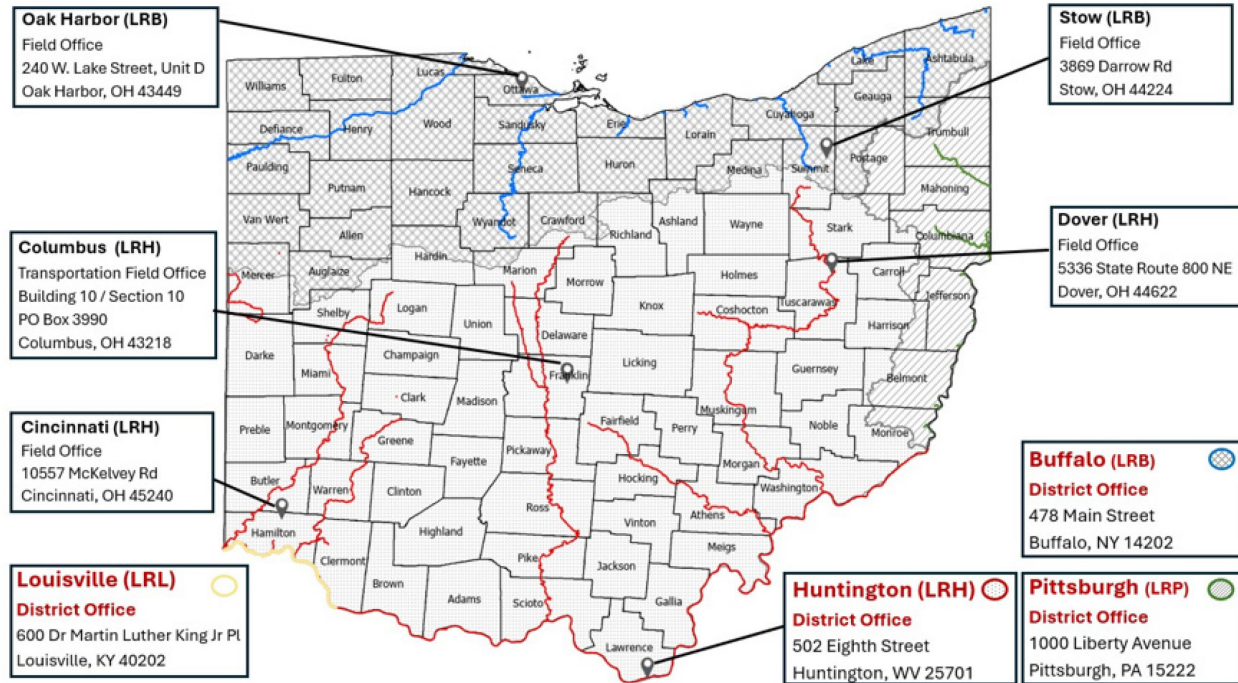 Oak Harbor (LRB)
Field Office
240 W. Lake Street, Unit D
Oak Harbor, OH 43449
Stow (LRB)
Field Office
3869 Darrow Rd
Stow, OH 44224
Columbus (LRH)
Transportation Field Office
Building 10 / Section 10
PO Box 3990
Columbus, OH 43218
Dover (LRH)
Field Office
5336 State Route 800 NE
Dover, OH 44622
Cincinnati (LRH)
Field Office
10557 McKelvey Rd
Cincinnati, OH 45240
Williams
Fulton
Lucas
Ottawa
Lake
Ashtabula
Geauga
Defiance
Henry
Wood
Sandusky
Erie
Lorain
Cuyahoga
Trumbull
Paulding
Putnam
Hancock
Seneca
Huron
Medina
Summit
Portage
Mahoning
Van Wert
Allen
Wyandot
Crawford
Richland
Ashland
Wayne
Stark
Columbiana
Mercer
Auglaize
Hardin
Marion
Morrow
Holmes
Carroll
Tuscarawas
Jefferson
Shelby
Logan
Union
Delaware
Knox
Coshocton
Harrison
Darke
Miami
Champaign
Clark
Madison
Franklin
Licking
Guernsey
Belmont
Muskingum
Preble
Montgomery
Greene
Fayette
Pickaway
Fairfield
Perry
Noble
Monroe
Morgan
Butler
Warren
Clinton
Ross
Hocking
Washington
Athens
Hamilton
Clermont
Highland
Vinton
Meigs
Brown
Adams
Pike
Scioto
Jackson
Gallia
Lawrence
Louisville (LRL)
District Office
600 Dr Martin Luther King Jr Pl
Louisville, KY 40202
Huntington (LRH)
District Office
502 Eighth Street
Huntington, WV 25701
Buffalo (LRB)
District Office
478 Main Street
Buffalo, NY 14202
Pittsburgh (LRP)
District Office
1000 Liberty Avenue
Pittsburgh, PA 15222